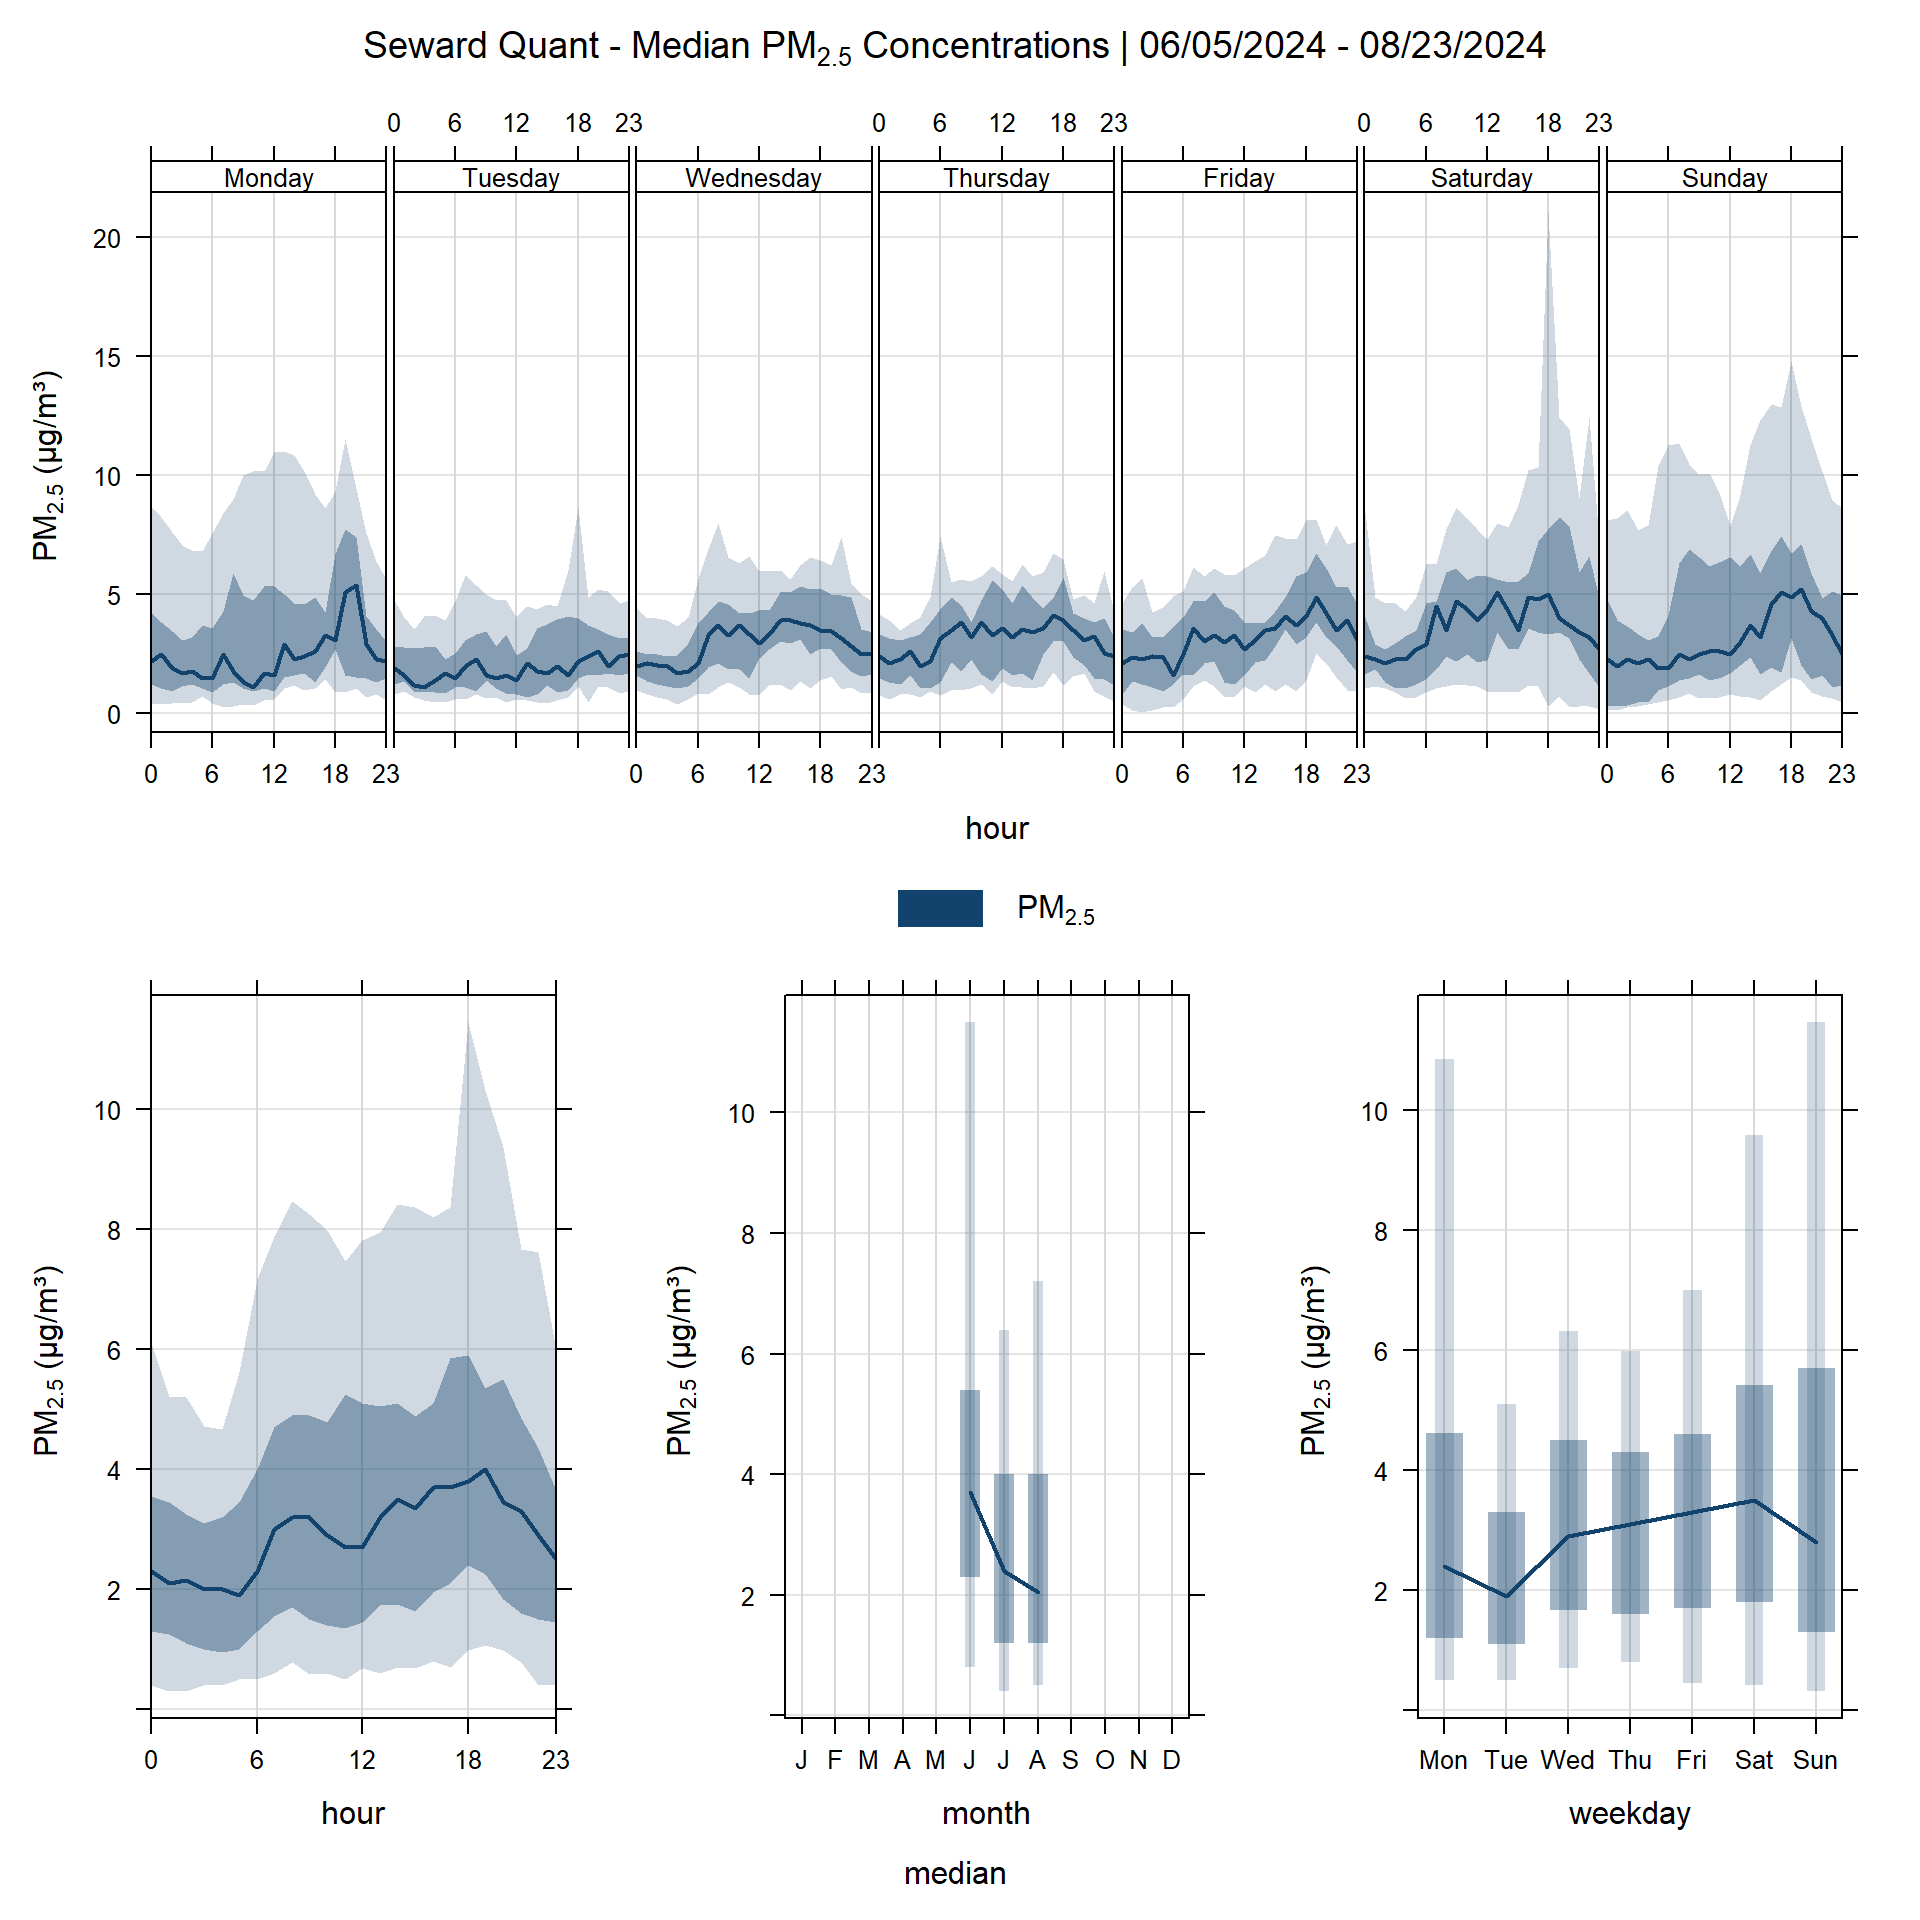 Seward Quant - Median PM2.5 Concentrations | 06/05/2024 - 08/23/2024
0 6 12 18 23 0 6 12 18 23 0 6 12 18 23
Monday Tuesday Wednesday Thursday Friday Saturday Sunday
PM2.5 (µg/m³)
20
15
10
5
0
0 6 12 18 23 0 6 12 18 23 0 6 12 18 23 0 6 12 18 23
hour
PM2.5
PM2.5 (µg/m³)
10
8
6
4
2
0 6 12 18 23
hour
PM2.5 (µg/m³)
10
8
6
4
2
J F M A M J J A S O N D
month
PM2.5 (µg/m³)
10
8
6
4
2
Mon Tue Wed Thu Fri Sat Sun
weekday
median